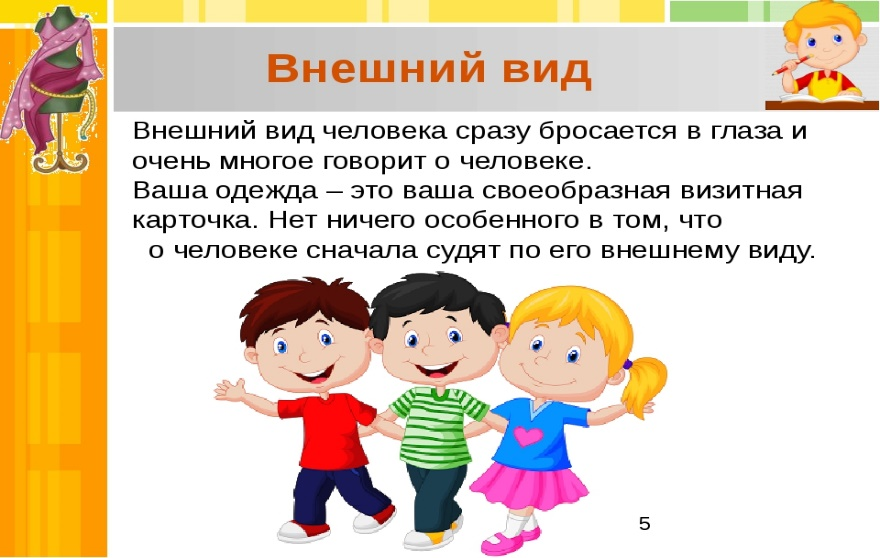 Внешний вид
Внешний вид человека сразу бросается в глаза и
очень многое говорит о человеке.
Ваша одежда – это ваша своеобразная визитная
карточка. Нет ничего особенного в том, что
о человеке сначала судят по его внешнему виду.
5